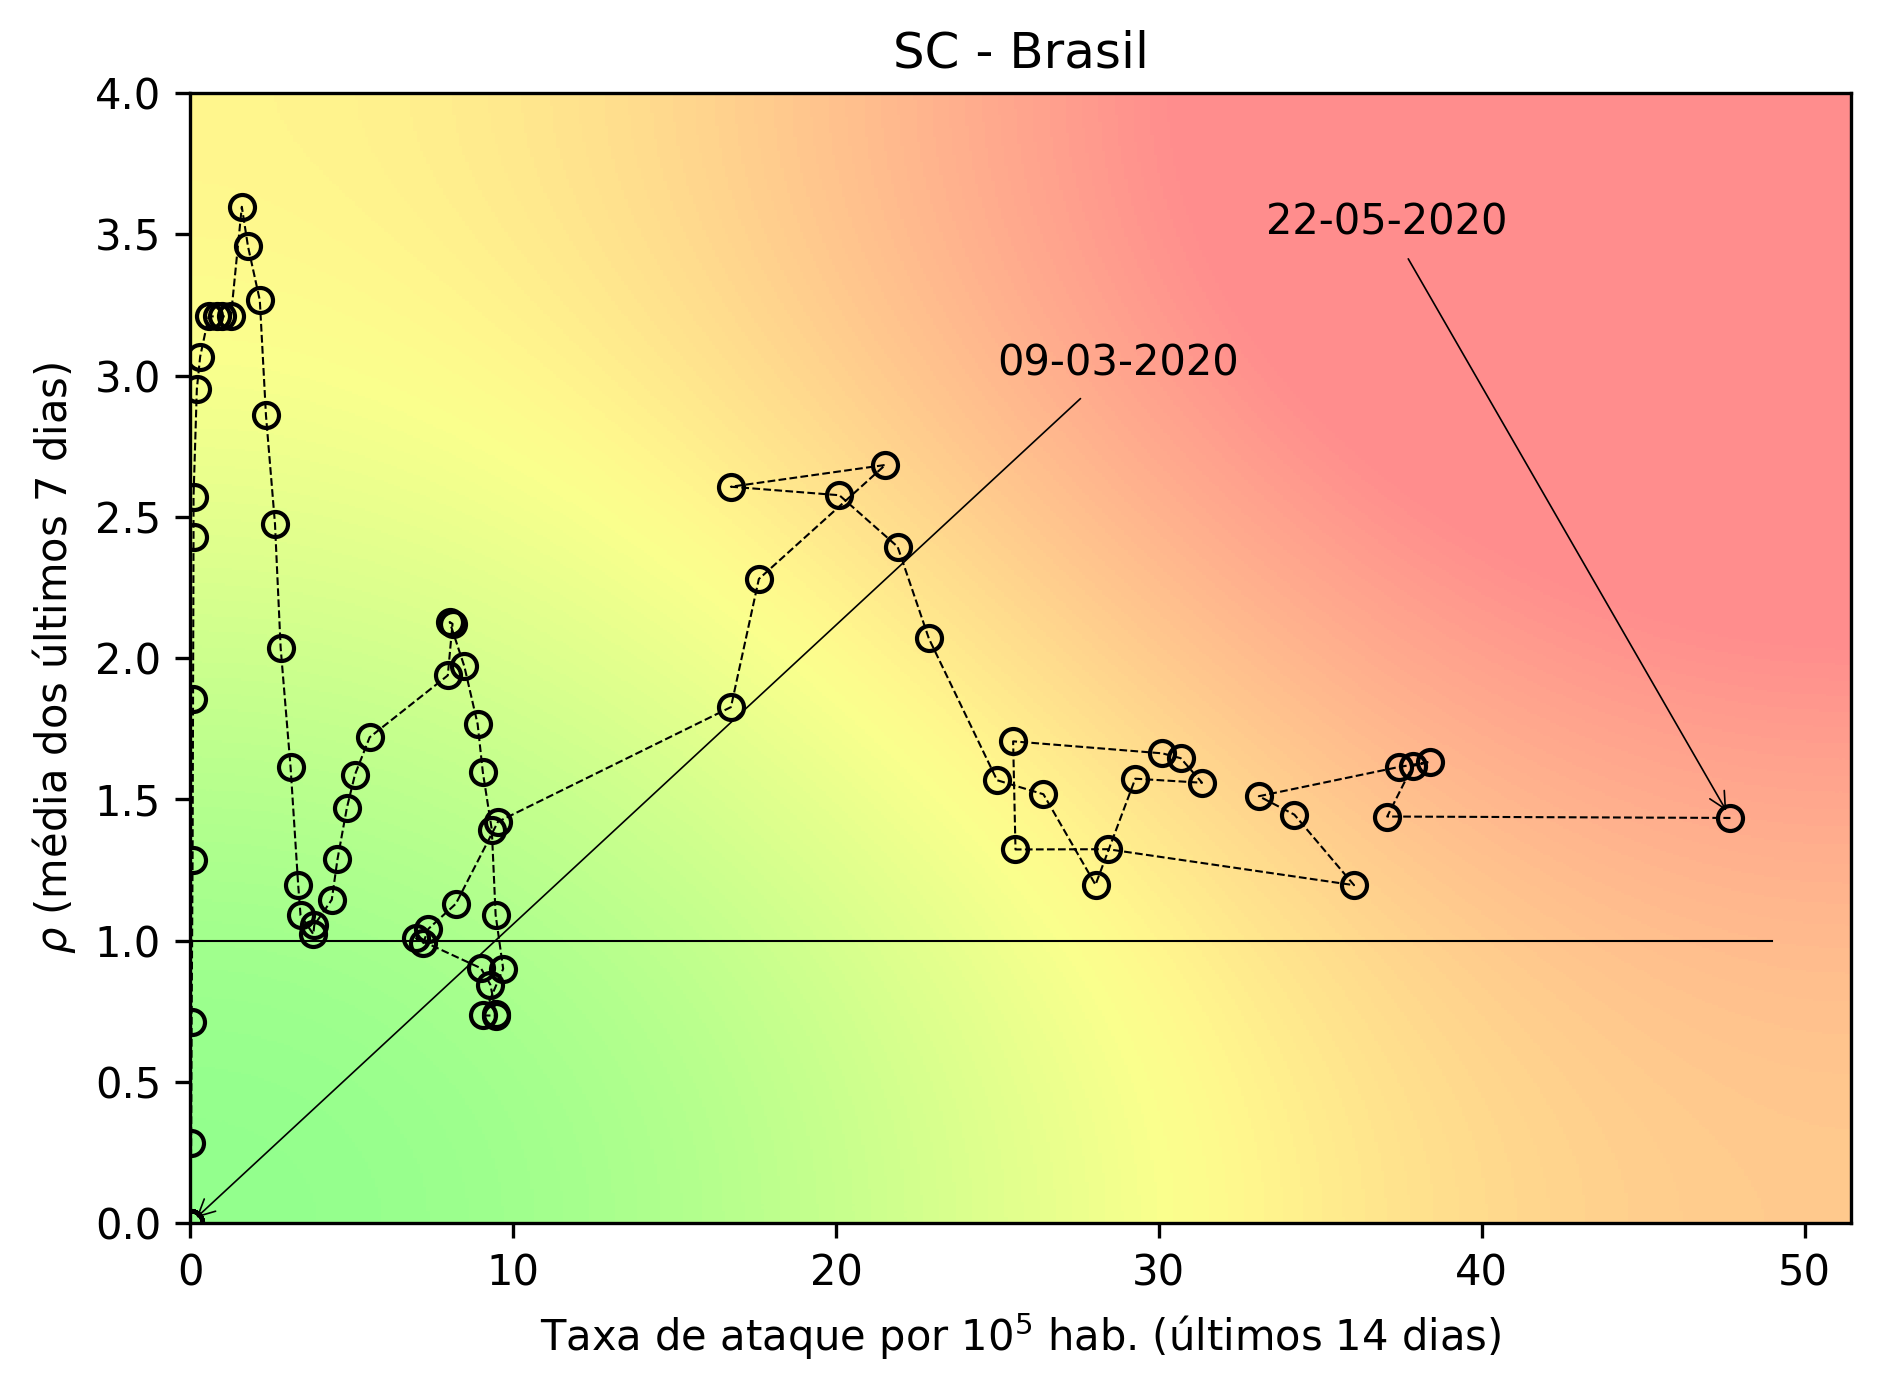 SC - Brasil
4.0
3.5
3.0
2.5
2.0
1.5
1.0
0.5
0.0
ρ (média dos últimos 7 dias)
22-05-2020
09-03-2020
0 10 20 30 40 50
Taxa de ataque por 10⁵ hab. (últimos 14 dias)